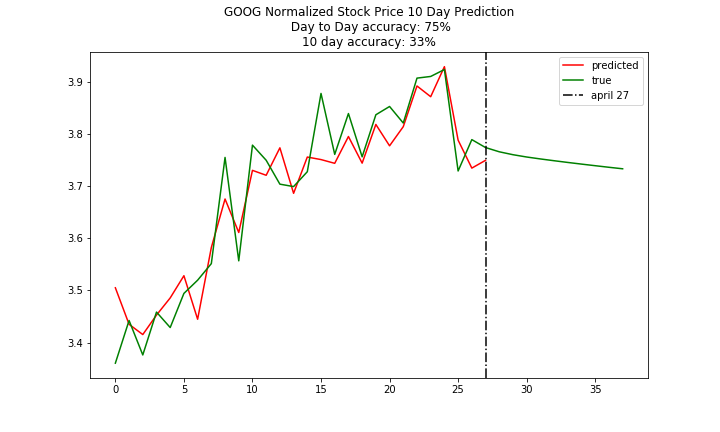 GOOG Normalized Stock Price 10 Day Prediction
Day to Day accuracy: 75%
10 day accuracy: 33%
predicted
true
april 27
3.9
3.8
3.7
3.6
3.5
3.4
0 5 10 15 20 25 30 35